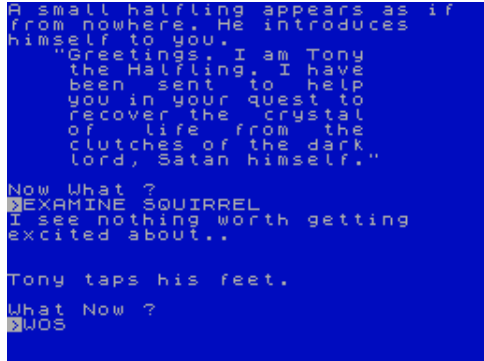 A small halfling appears as if
from nowhere. He introduces
himself to you.
"Greetings. I am Tony
the Halfling. I have
been sent to help
you in your quest to
recover the crystal
of life from the
clutches of the dark
lord, Satan himself."
Now What ?
>EXAMINE SQUIRREL
I see nothing worth getting
excited about..
Tony taps his feet.
What Now ?
>WOS